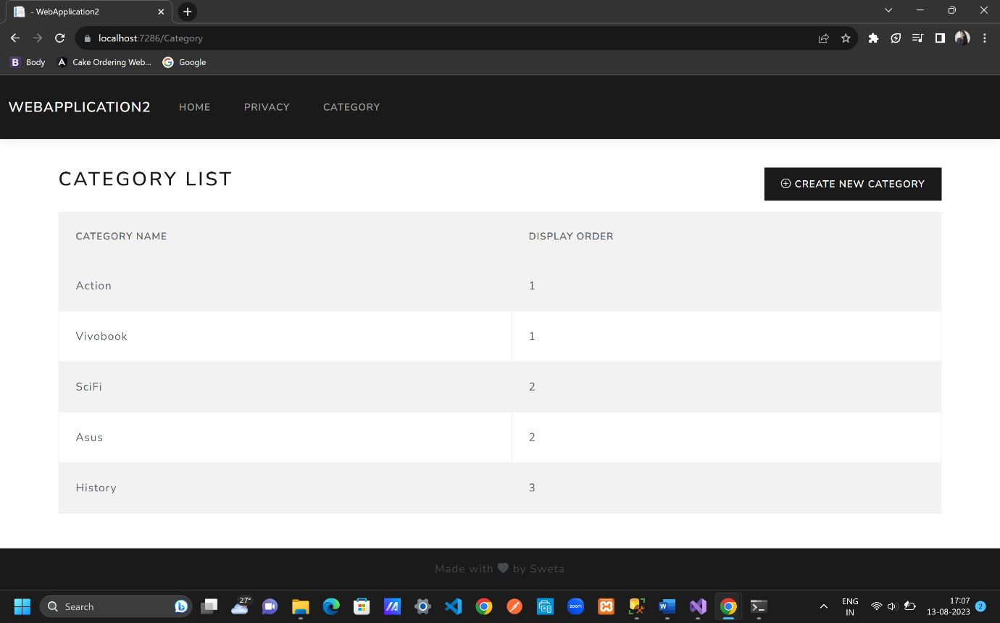 - WebApplication2
localhost:7286/Category
B Body
Cake Ordering Web...
Google
WEBAPPLICATION2 HOME PRIVACY CATEGORY
CATEGORY LIST
CREATE NEW CATEGORY
CATEGORY NAME DISPLAY ORDER
Action 1
Vivobook 1
SciFi 2
Asus 2
History 3
Made with 🖤 by Sweta
Search
27°
zoom
ENG
IN
17:07
13-08-2023
2